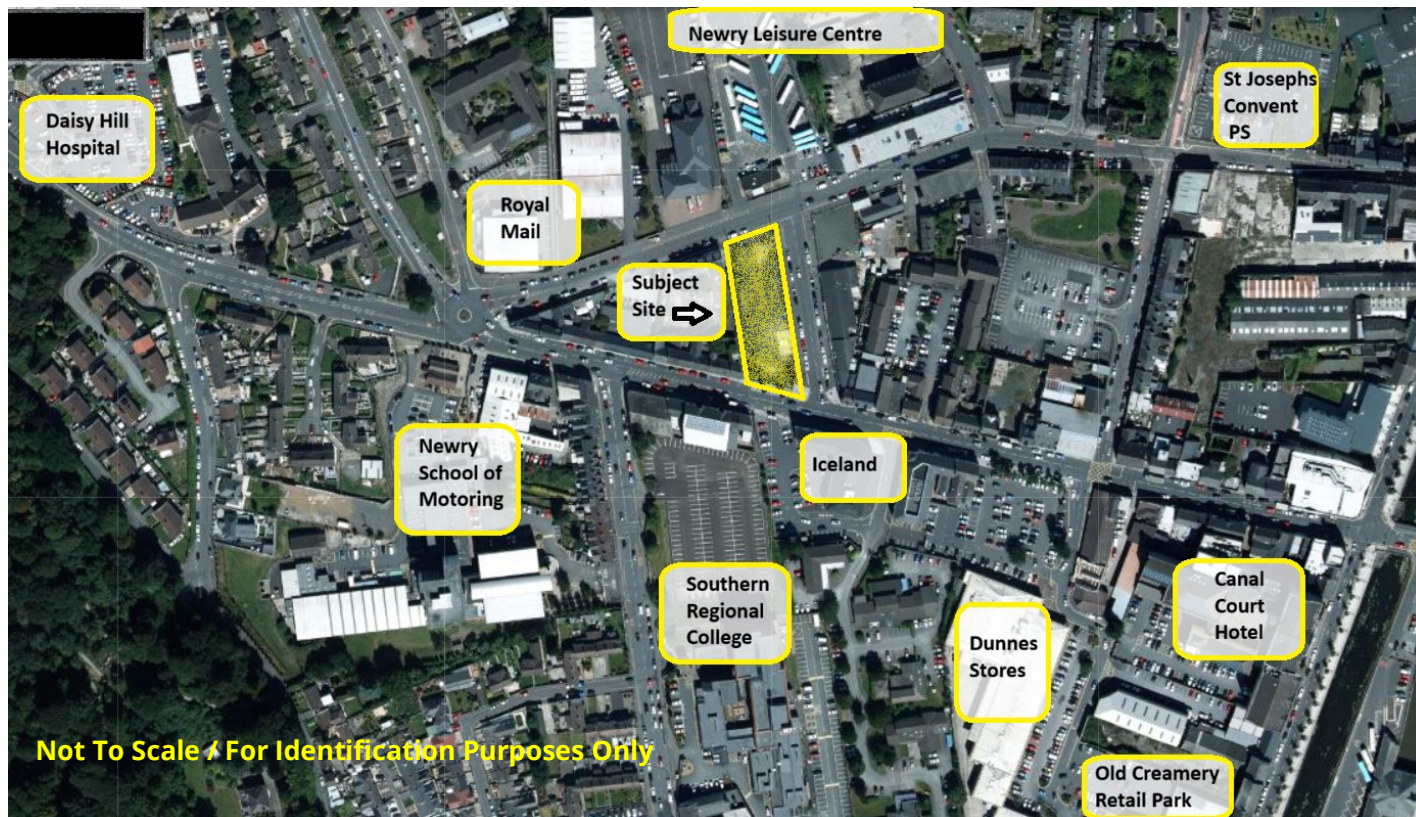 Newry Leisure Centre
St Josephs
Convent
PS
Daisy Hill
Hospital
Royal
Mail
Subject
Site
Newry
School of
Motoring
Iceland
Southern
Regional
College
Canal
Court
Hotel
Dunnes
Stores
Not To Scale / For Identification Purposes Only
Old Creamery
Retail Park